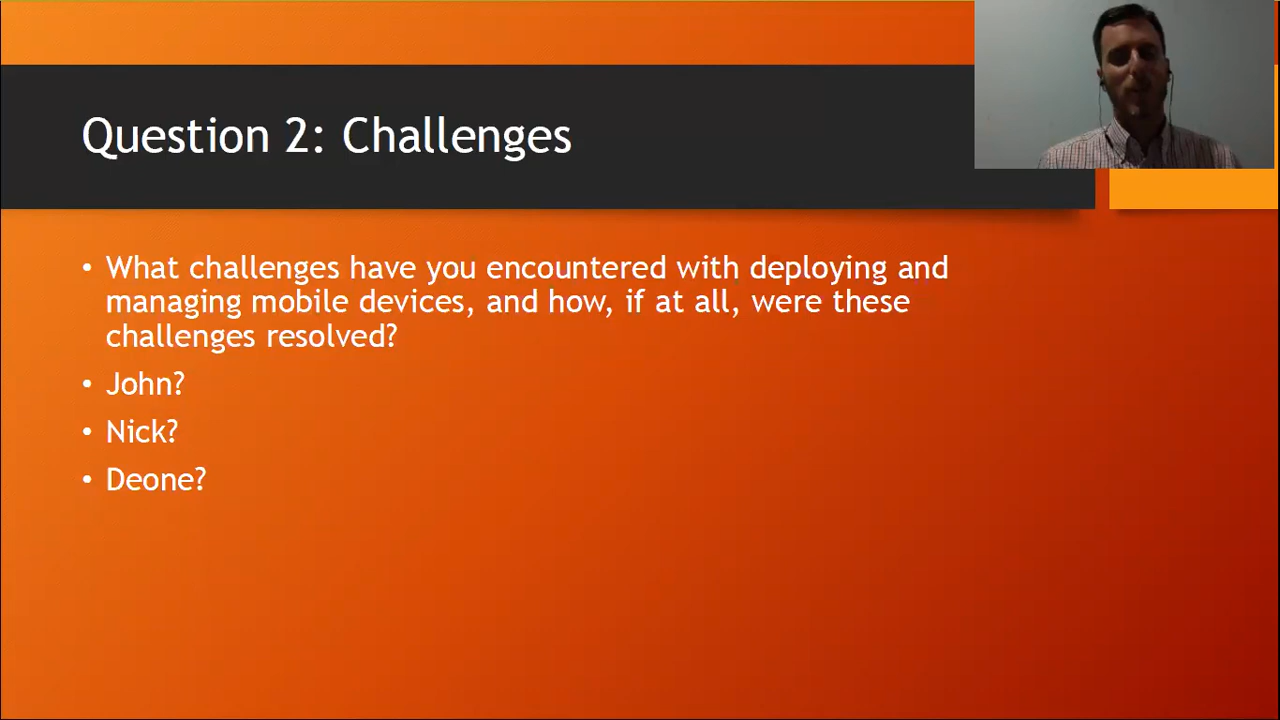 Question 2: Challenges
• What challenges have you encountered with deploying and
managing mobile devices, and how, if at all, were these
challenges resolved?
• John?
• Nick?
• Deone?